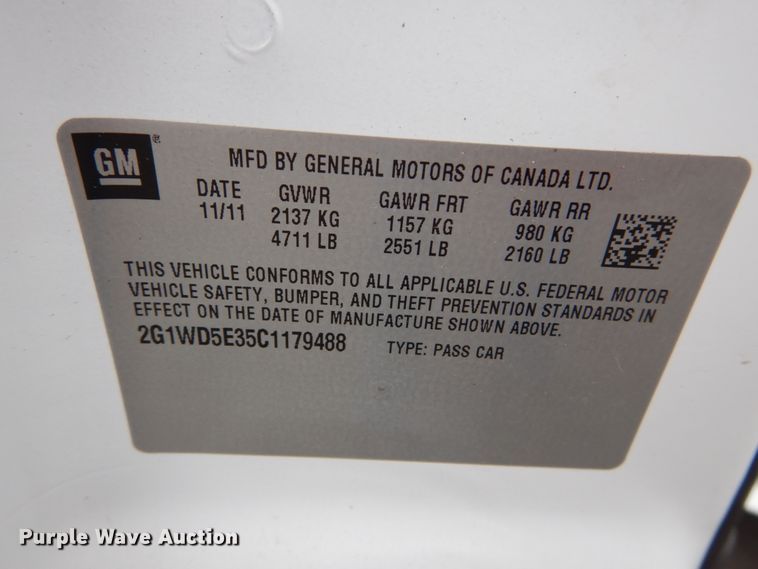 GM
MFD BY GENERAL MOTORS OF CANADA LTD.
DATE GVWR GAWR FRT GAWR RR
11/11 2137 KG 1157 KG 980 KG
4711 LB 2551 LB 2160 LB
THIS VEHICLE CONFORMS TO ALL APPLICABLE U.S. FEDERAL MOTOR
VEHICLE SAFETY, BUMPER, AND THEFT PREVENTION STANDARDS IN
EFFECT ON THE DATE OF MANUFACTURE SHOWN ABOVE.
2G1WD5E35C1179488 TYPE: PASS CAR
Purple Wave Auction